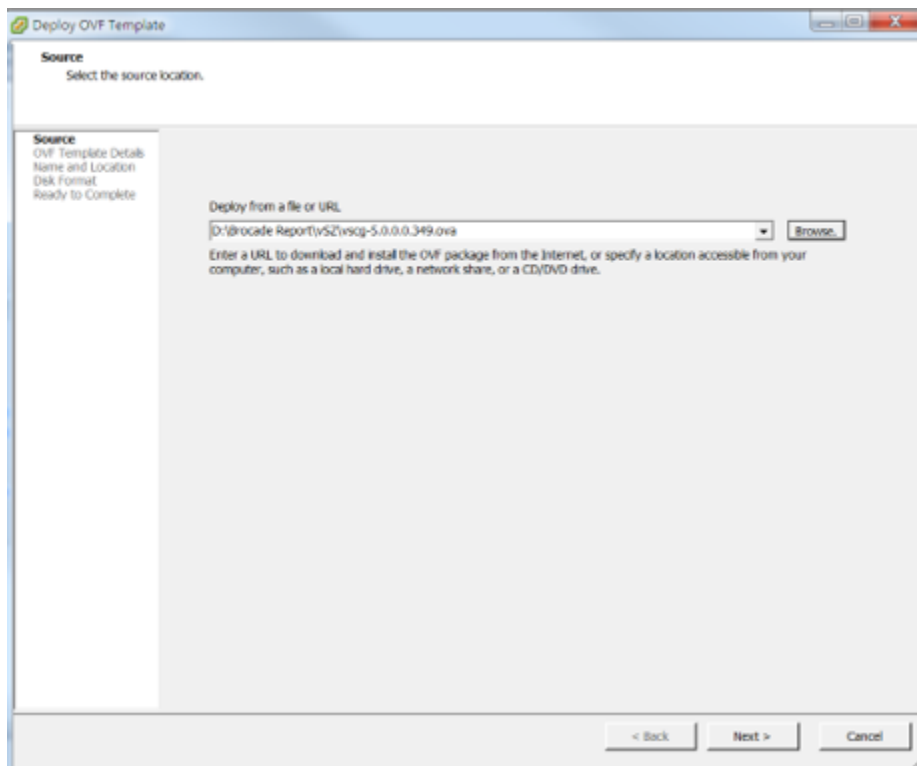 Deploy OVF Template
Source
Select the source location.
Source
OVF Template Details
Name and Location
Disk Format
Ready to Complete
Deploy from a file or URL
D:\Brocade Report\vSZ\vscg-5.0.0.0.349.ova
Browse.
Enter a URL to download and install the OVF package from the Internet, or specify a location accessible from your
computer, such as a local hard drive, a network share, or a CD/DVD drive.
< Back
Next >
Cancel